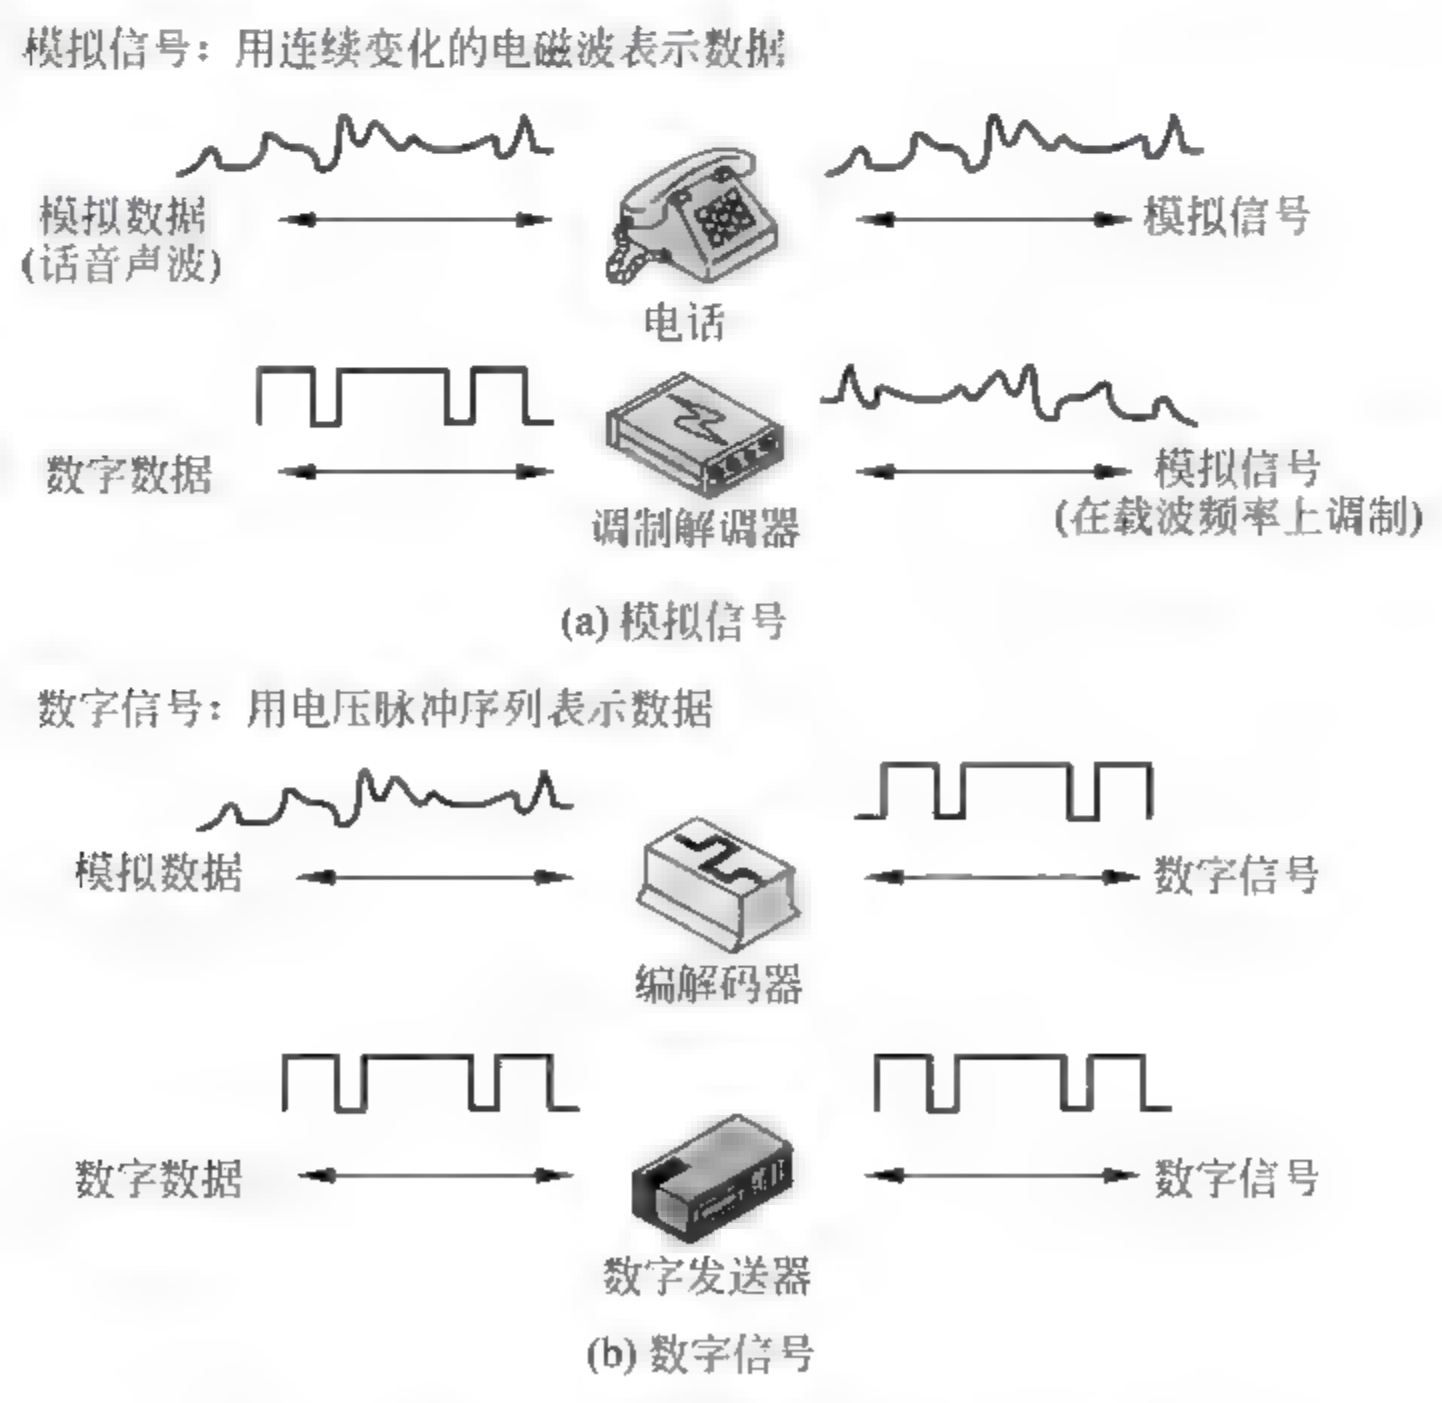 模拟信号：用连续变化的电磁波表示数据
模拟数据
(话音声波)
模拟信号
电话
数字数据
模拟信号
(在载波频率上调制)
调制解调器
(a) 模拟信号
数字信号：用电压脉冲序列表示数据
模拟数据
数字信号
编解码器
数字数据
数字信号
数字发送器
(b) 数字信号